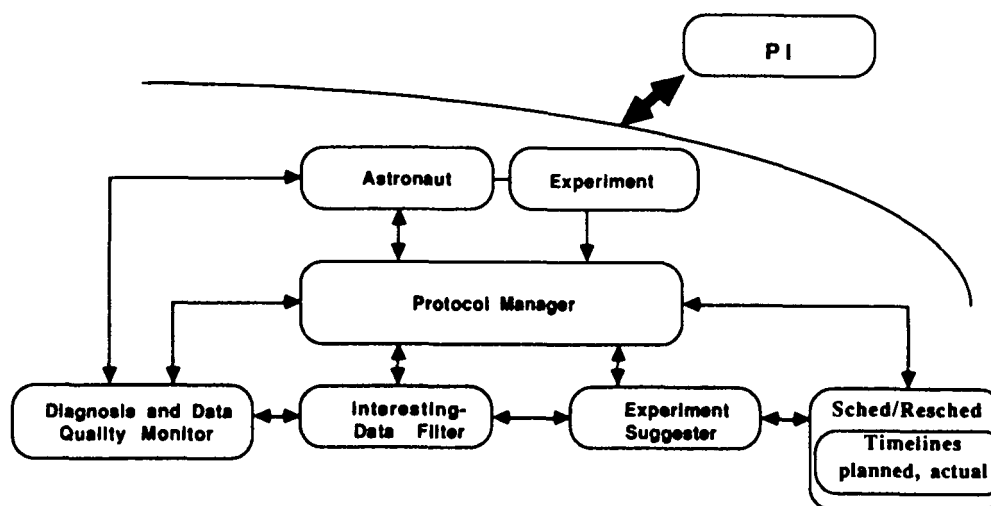 PI
Astronaut
Experiment
Protocol Manager
Diagnosis and Data
Quality Monitor
Interesting-
Data Filter
Experiment
Suggester
Sched/Resched
Timelines
planned, actual